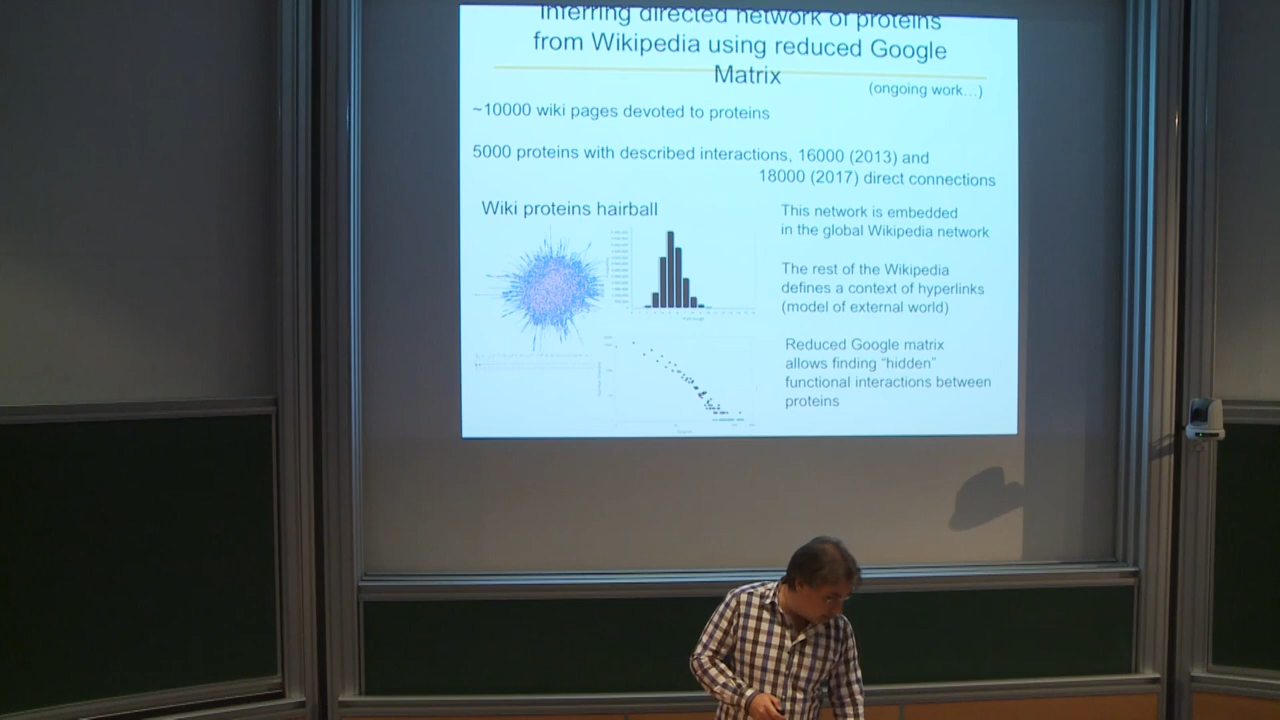 Inferring directed network of proteins
from Wikipedia using reduced Google
Matrix
(ongoing work...)
~10000 wiki pages devoted to proteins
5000 proteins with described interactions, 16000 (2013) and
18000 (2017) direct connections
Wiki proteins hairball
This network is embedded
in the global Wikipedia network
The rest of the Wikipedia
defines a context of hyperlinks
(model of external world)
Reduced Google matrix
allows finding “hidden”
functional interactions between
proteins